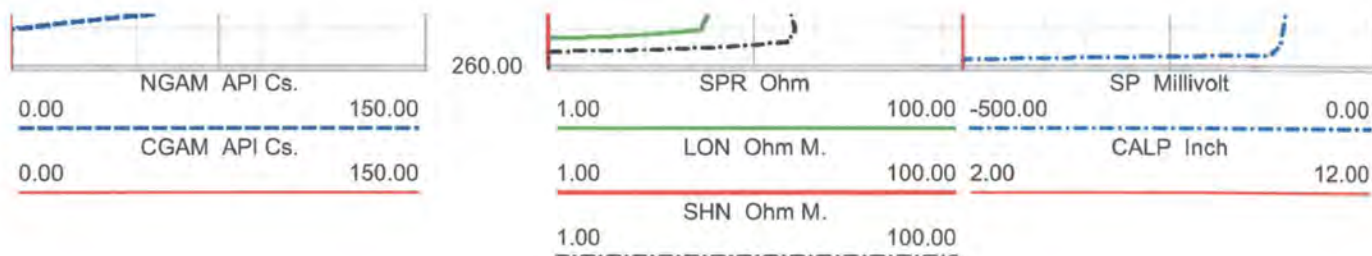 260.00
NGAM API Cs.
0.00 150.00
CGAM API Cs.
0.00 150.00
SPR Ohm
1.00 100.00
LON Ohm M.
1.00 100.00
SHN Ohm M.
1.00 100.00
SP Millivolt
-500.00 0.00
CALP Inch
2.00 12.00